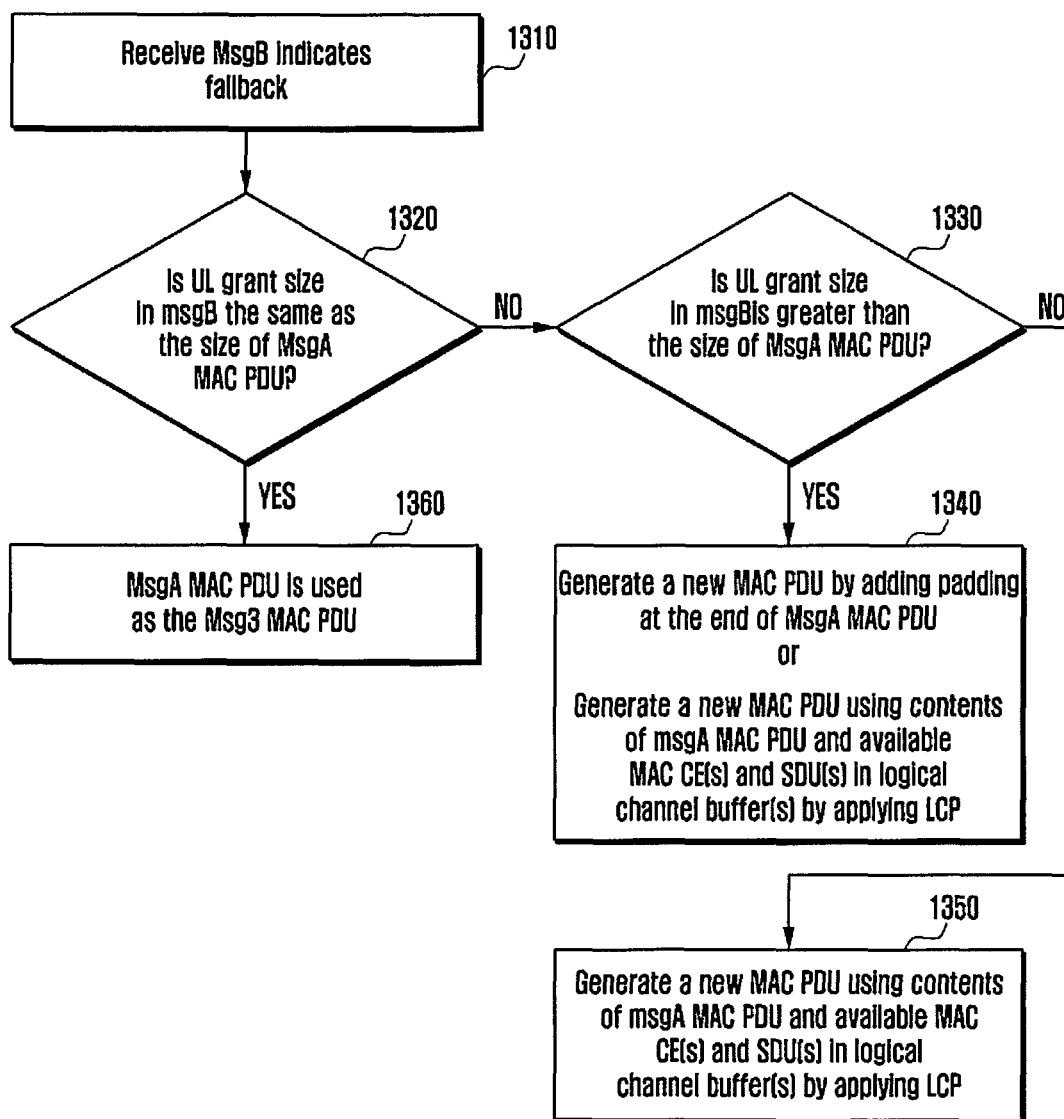 Receive MsgB indicates
fallback
1310
Is UL grant size
in msgB the same as
the size of MsgA
MAC PDU?
1320
NO
Is UL grant size
in msgBis greater than
the size of MsgA MAC PDU?
1330
NO
YES
1360
MsgA MAC PDU is used
as the Msg3 MAC PDU
YES
1340
Generate a new MAC PDU by adding padding
at the end of MsgA MAC PDU
or
Generate a new MAC PDU using contents
of msgA MAC PDU and available
MAC CE(s) and SDU(s) in logical
channel buffer(s) by applying LCP
1350
Generate a new MAC PDU using contents
of msgA MAC PDU and available MAC
CE(s) and SDU(s) in logical
channel buffer(s) by applying LCP